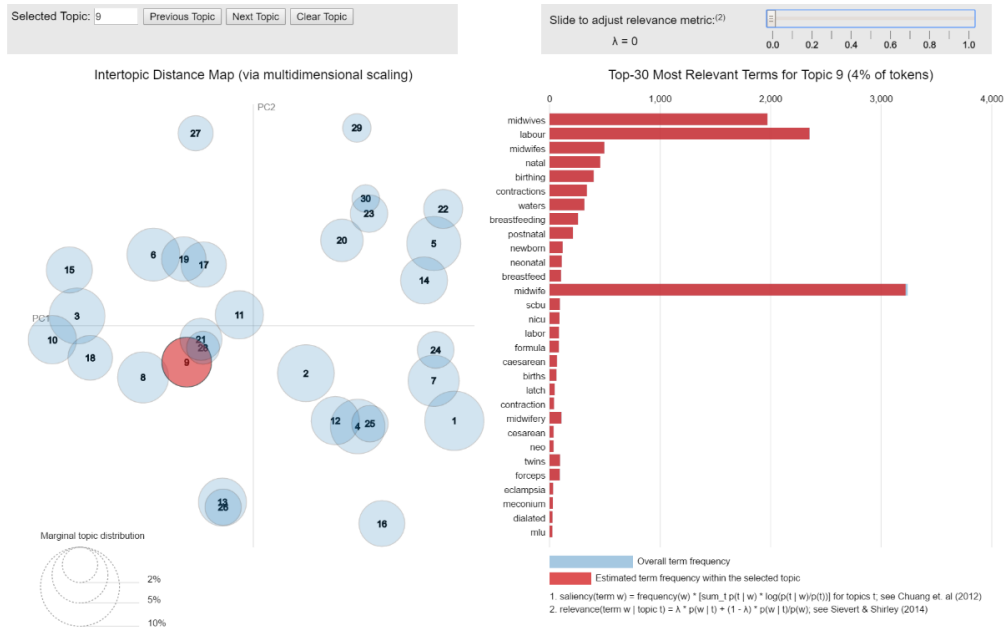 Selected Topic: 9 Previous Topic Next Topic Clear Topic
Slide to adjust relevance metric:(2)
λ = 0
0.0 0.2 0.4 0.6 0.8 1.0
Intertopic Distance Map (via multidimensional scaling)
PC2
PC1
27
29
30
23
22
20
5
14
6
19
17
15
3
11
10
18
21
9
8
2
24
7
12
4
25
1
13
16
Marginal topic distribution
2%
5%
10%
Top-30 Most Relevant Terms for Topic 9 (4% of tokens)
0 1,000 2,000 3,000 4,000
midwives
labour
midwifes
natal
birthing
contractions
waters
breastfeeding
postnatal
newborn
neonatal
breastfeed
midwife
scbu
nicu
labor
formula
caesarean
births
latch
contraction
midwifery
cesarean
neo
twins
forceps
eclampsia
meconium
dialated
mlu
Overall term frequency
Estimated term frequency within the selected topic
1. saliency(term w) = frequency(w) * [sum_t p(t | w) * log(p(t | w)/p(t))] for topics t; see Chuang et. al (2012)
2. relevance(term w | topic t) = λ * p(w | t) + (1 - λ) * p(w | t)/p(w); see Sievert & Shirley (2014)